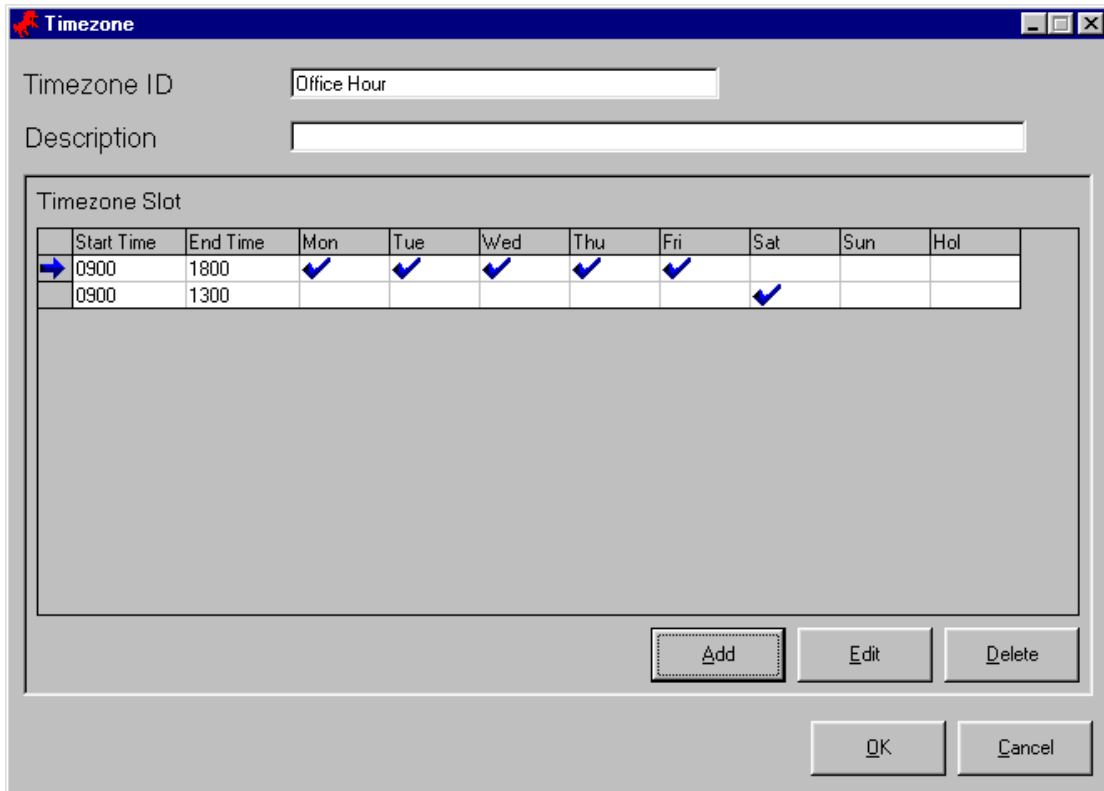 Timezone
Timezone ID Office Hour
Description
Timezone Slot
Start Time End Time Mon Tue Wed Thu Fri Sat Sun Hol
0900 1800
0900 1300
Add Edit Delete
OK Cancel